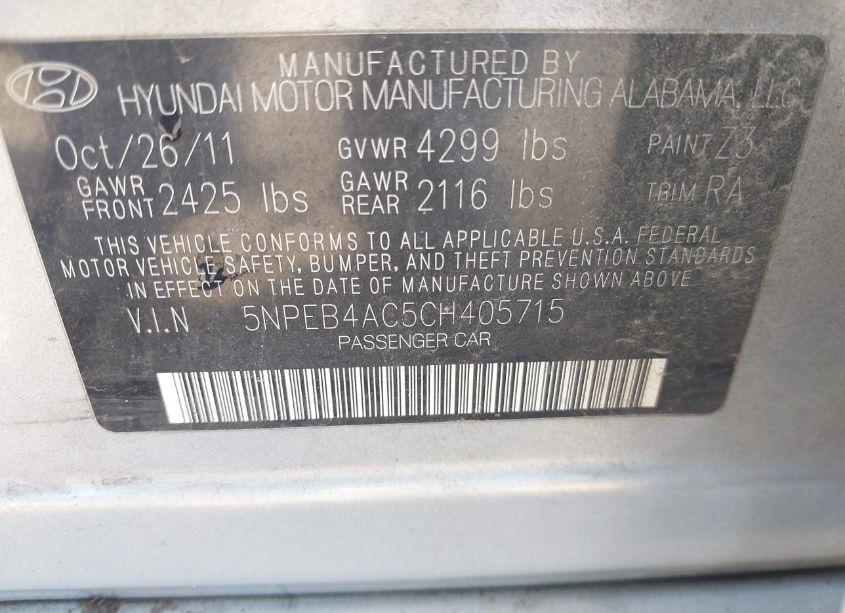 MANUFACTURED BY
HYUNDAI MOTOR MANUFACTURING ALABAMA, LLC
Oct/26/11 GVWR 4299 lbs PAINT Z3
GAWR FRONT 2425 lbs GAWR REAR 2116 lbs TRIM RA
THIS VEHICLE CONFORMS TO ALL APPLICABLE U.S.A. FEDERAL
MOTOR VEHICLE SAFETY, BUMPER, AND THEFT PREVENTION STANDARDS
IN EFFECT ON THE DATE OF MANUFACTURE SHOWN ABOVE
V.I.N 5NPEB4AC5CH405715
PASSENGER CAR